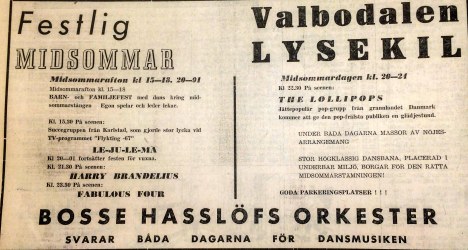 Festlig
MIDSOMMAR
Midsommarafton kl 15—18, 20—01
Midsommarafton kl 15—18
BARN- och FAMILJEFEST med dans kring mid-
sommarstången Egon spelar och leder lekar.
Kl. 15.30 På scenen:
Succégruppen från Karlstad, som gjorde stor lycka vid
TV-programmet "Flykting -67"
LE-JU-LE-MA
Kl 20—01 fortsätter festen för vuxna.
Kl. 21.30 På scenen:
HARRY BRANDELIUS
Kl. 23.30 På scenen:
FABULOUS FOUR
Valbodalen
LYSEKIL
Midsommardagen kl. 20—24
Kl 22.30 På scenen:
THE LOLLIPOPS
Jättepopulär pop-grupp från grannlandet Danmark
kommer att ge den pop-frälsta publiken en glädjestund.
UNDER BÅDA DAGARNA MASSOR AV NÖJES-
ARRANGEMANG
STOR HÖGKLASSIG DANSBANA, PLACERAD I
UNDERBAR MILJÖ, BORGAR FÖR DEN RÄTTA
MIDSOMMARSTÄMNINGEN!
GODA PARKERINGSPLATSER ! ! !
BOSSE HASSLÖFS ORKESTER
SVARAR BÅDA DAGARNA FÖR DANSMUSIKEN